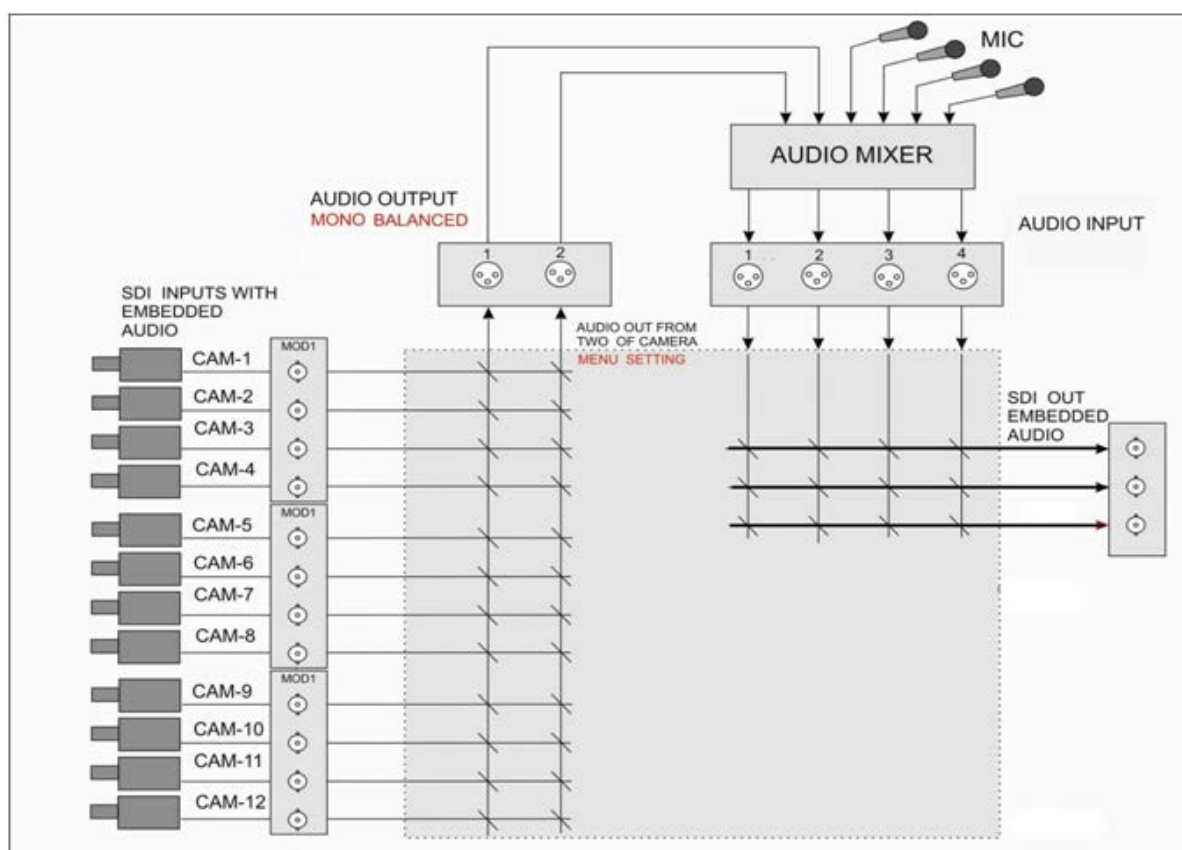 MIC
AUDIO MIXER
AUDIO OUTPUT
MONO BALANCED
AUDIO INPUT
1
2
1
2
3
4
SDI INPUTS WITH
EMBEDDED
AUDIO
AUDIO OUT FROM
TWO OF CAMERA
MENU SETTING
MOD1
CAM-1
CAM-2
CAM-3
CAM-4
SDI OUT
EMBEDDED
AUDIO
MOD1
CAM-5
CAM-6
CAM-7
CAM-8
MOD1
CAM-9
CAM-10
CAM-11
CAM-12